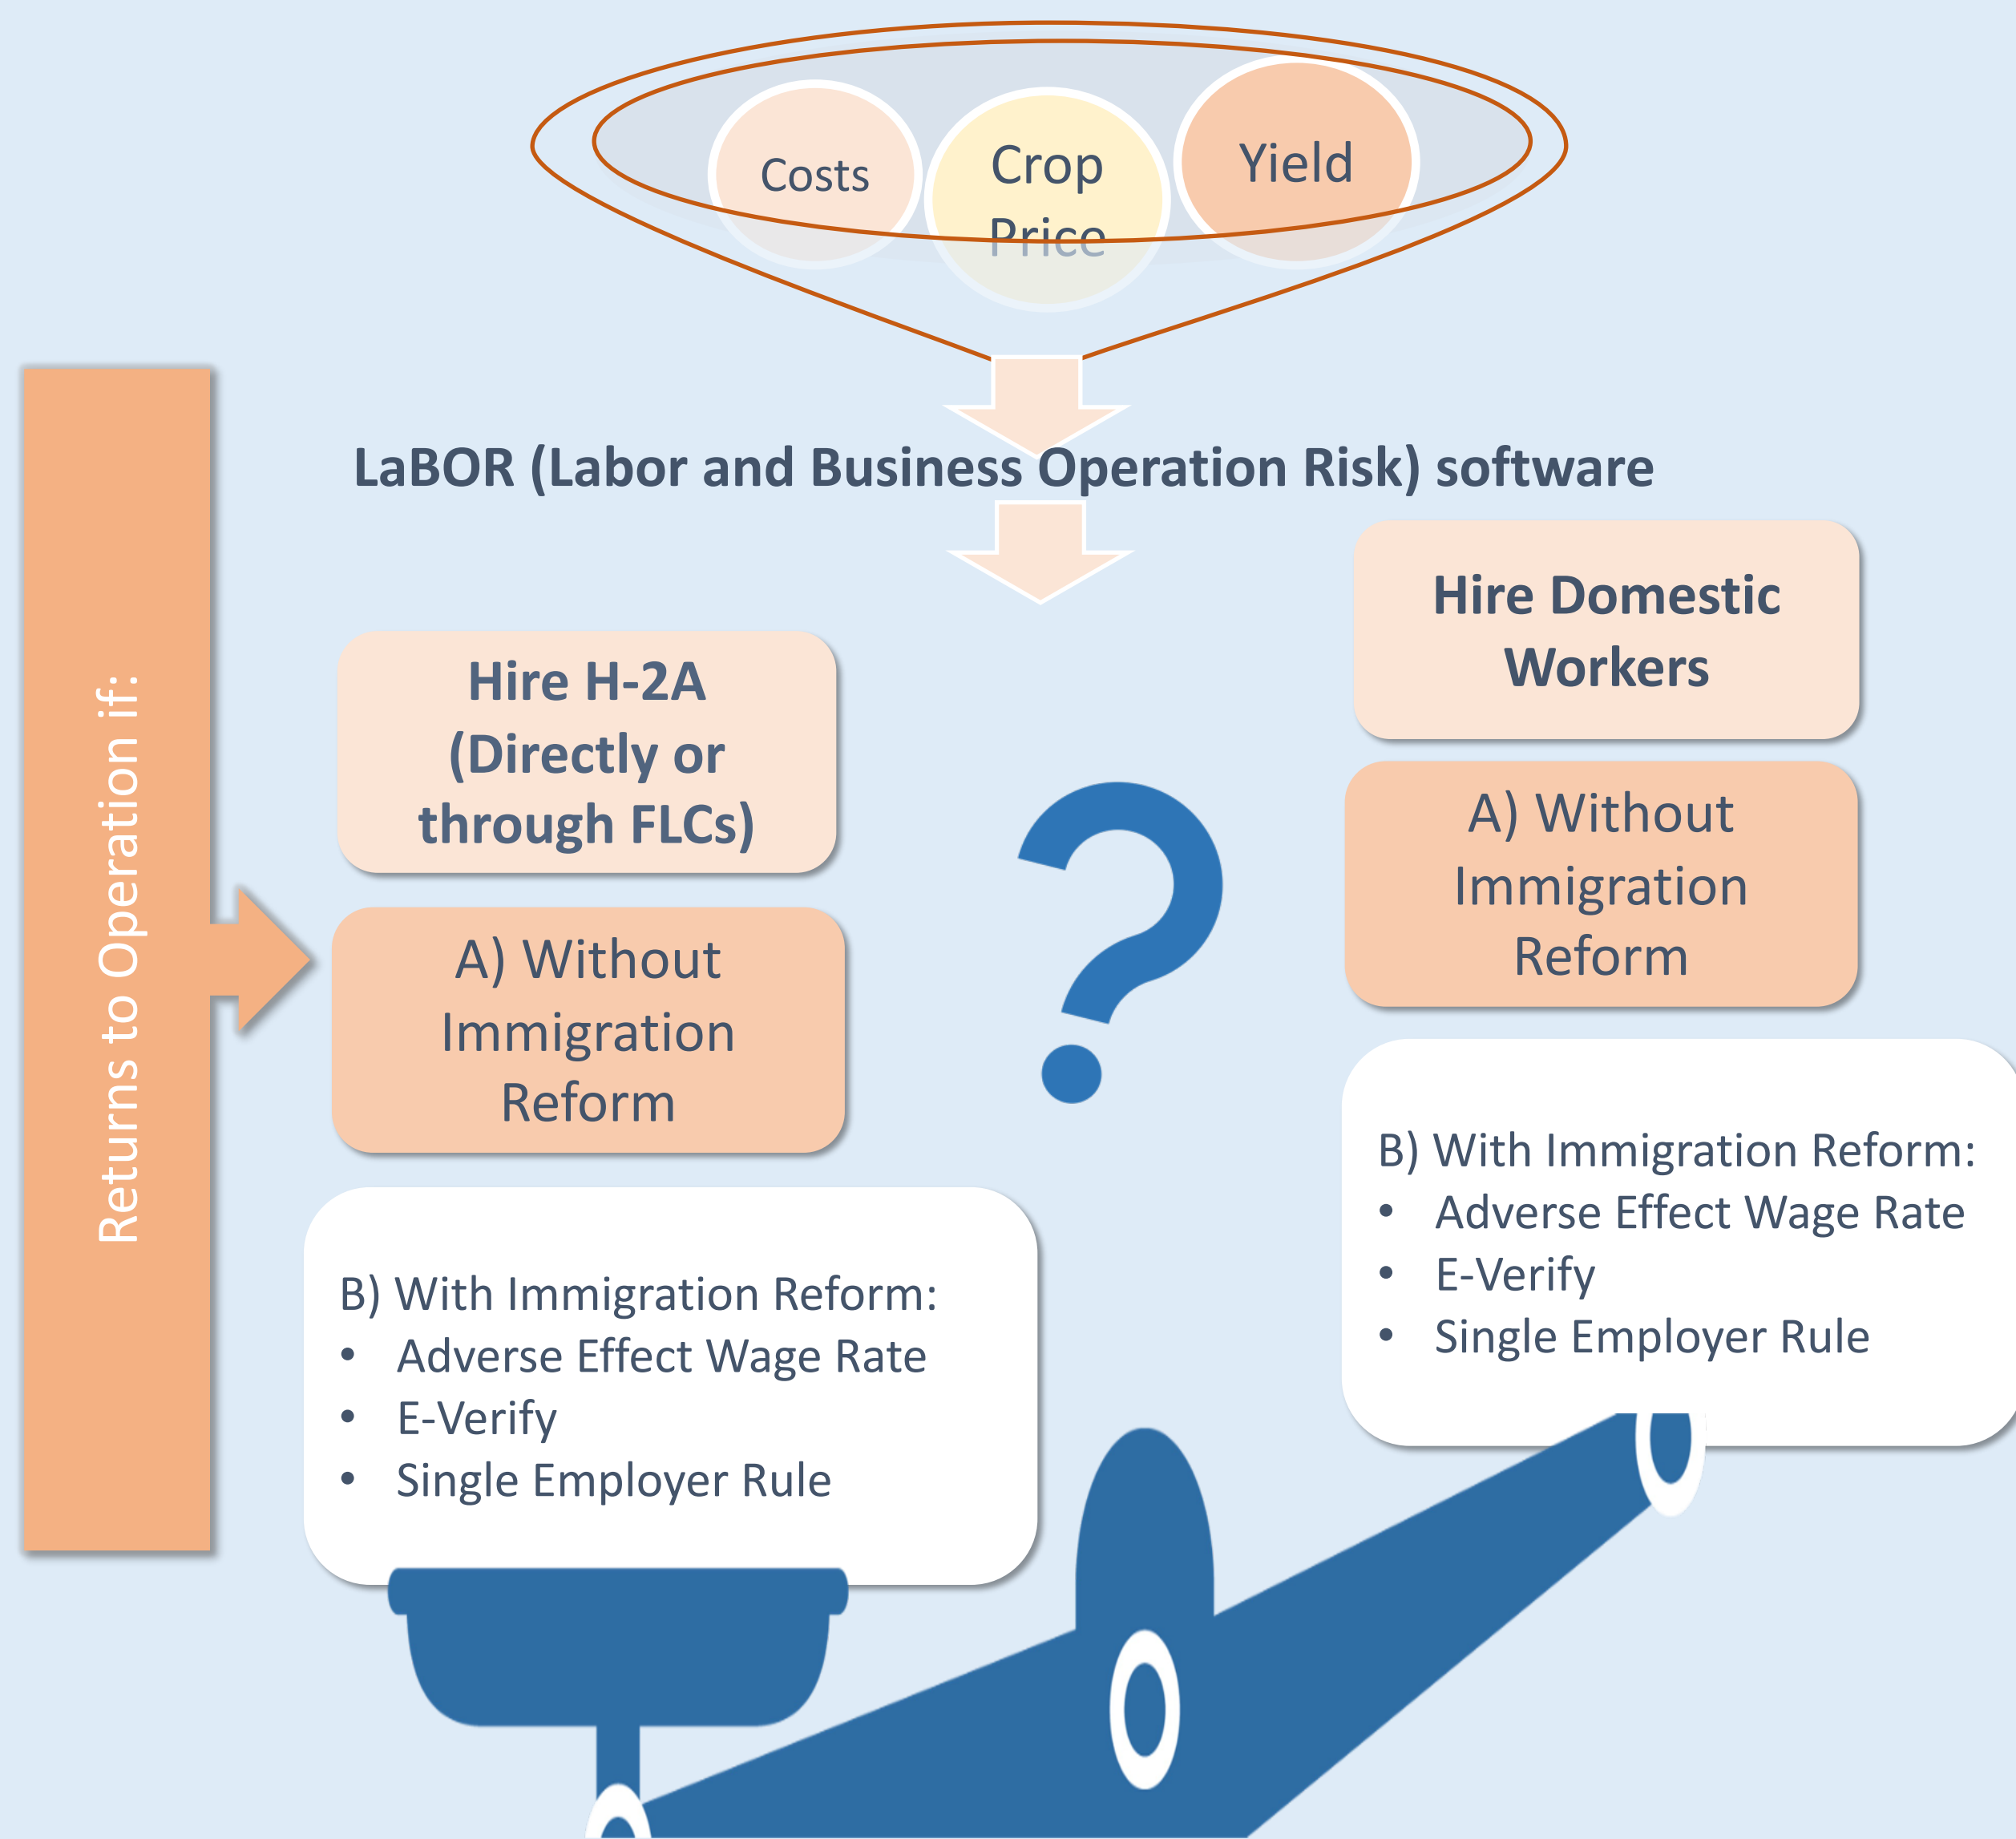 Costs
Crop
Price
Yield
LaBOR (Labor and Business Operation Risk) software
Returns to Operation if:
Hire H-2A
(Directly or
through FLCs)
A) Without
Immigration
Reform
B) With Immigration Reform:
• Adverse Effect Wage Rate
• E-Verify
• Single Employer Rule
Hire Domestic
Workers
A) Without
Immigration
Reform
B) With Immigration Reform:
• Adverse Effect Wage Rate
• E-Verify
• Single Employer Rule
?